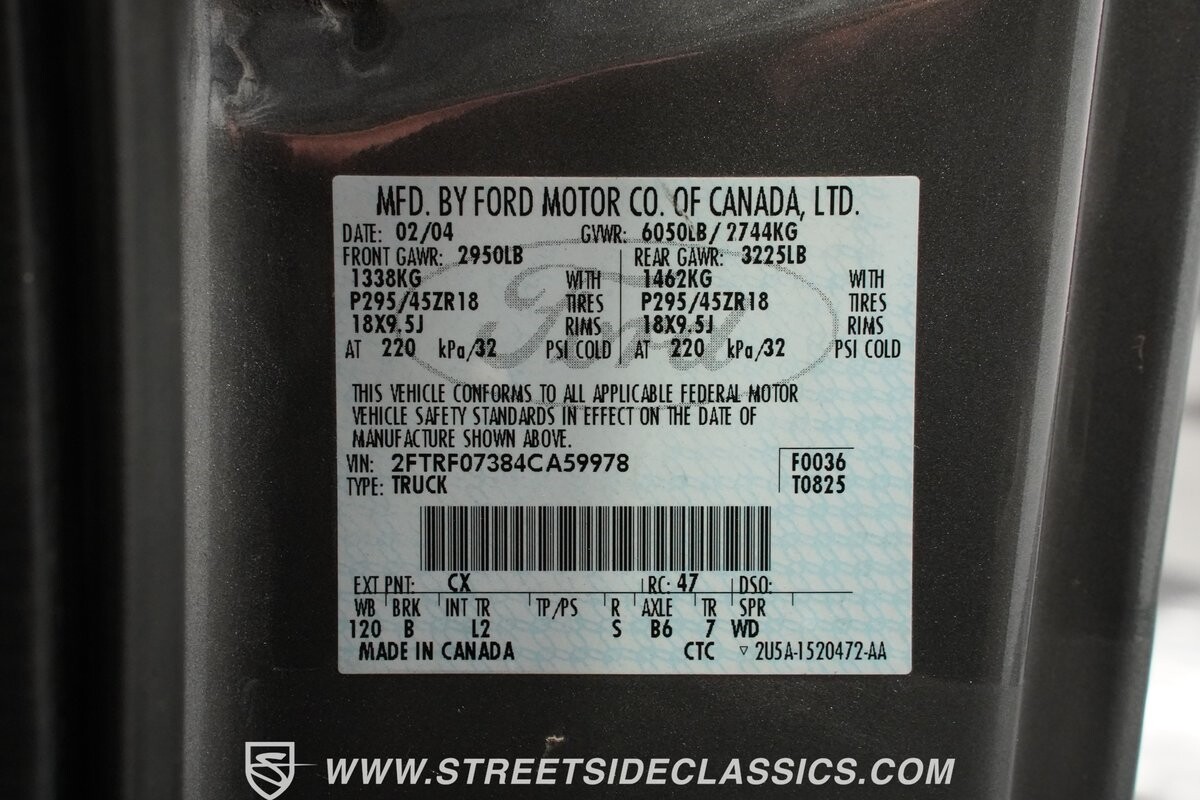 MFD. BY FORD MOTOR CO. OF CANADA, LTD.
DATE: 02/04 GVWR: 6050LB/ 2744KG
FRONT GAWR: 2950LB REAR GAWR: 3225LB
1338KG WITH 1462KG WITH
P295/45ZR18 TIRES P295/45ZR18 TIRES
18X9.5J RIMS 18X9.5J RIMS
AT 220 kPa/32 PSI COLD AT 220 kPa/32 PSI COLD
Ford
THIS VEHICLE CONFORMS TO ALL APPLICABLE FEDERAL MOTOR
VEHICLE SAFETY STANDARDS IN EFFECT ON THE DATE OF
MANUFACTURE SHOWN ABOVE.
VIN: 2FTRF07384CA59978 F0036
TYPE: TRUCK T0825
EXT PNT: CX RC: 47 DSO:
WB BRK INT TR TP/PS R AXLE TR SPR
120 B L2 S B6 7 WD
MADE IN CANADA CTC ▽ 2U5A-1520472-AA
WWW.STREETSIDECLASSICS.COM